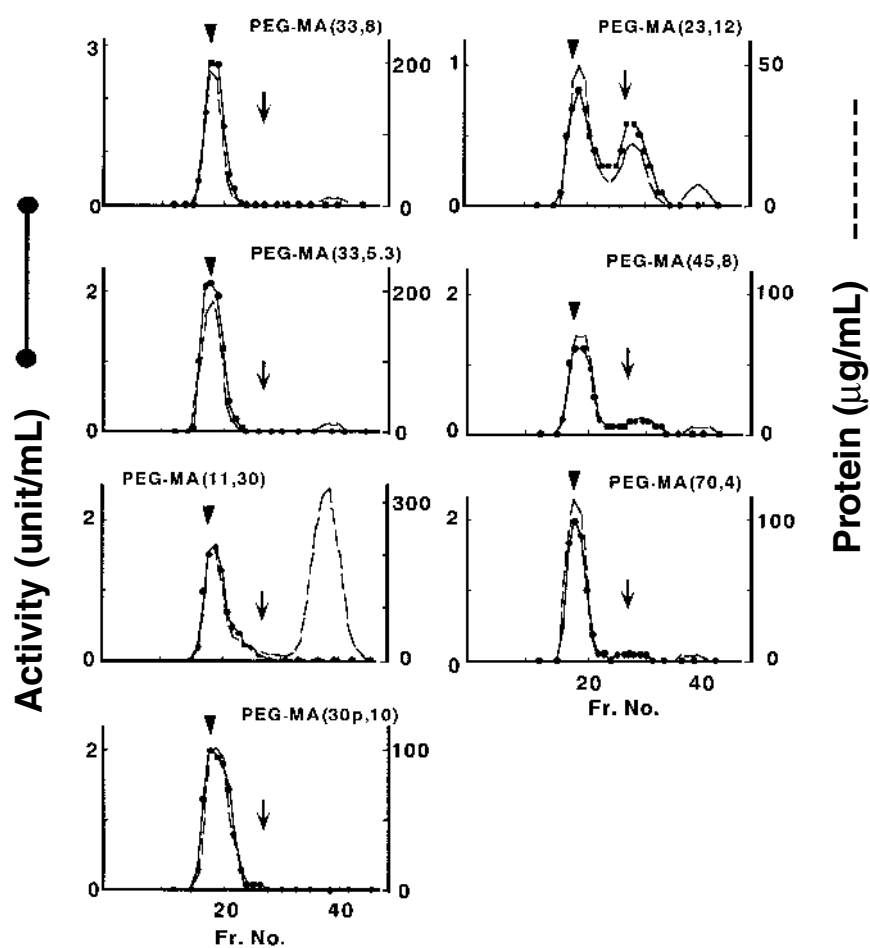 PEG-MA(33,8)
3
0
200
0
PEG-MA(23,12)
1
0
50
0
PEG-MA(33,5.3)
2
0
200
0
PEG-MA(45,8)
2
0
100
0
PEG-MA(11,30)
2
0
300
0
PEG-MA(70,4)
2
0
100
0
20
40
Fr. No.
PEG-MA(30p,10)
2
0
100
0
20
40
Fr. No.
Activity (unit/mL)
Protein (μg/mL)